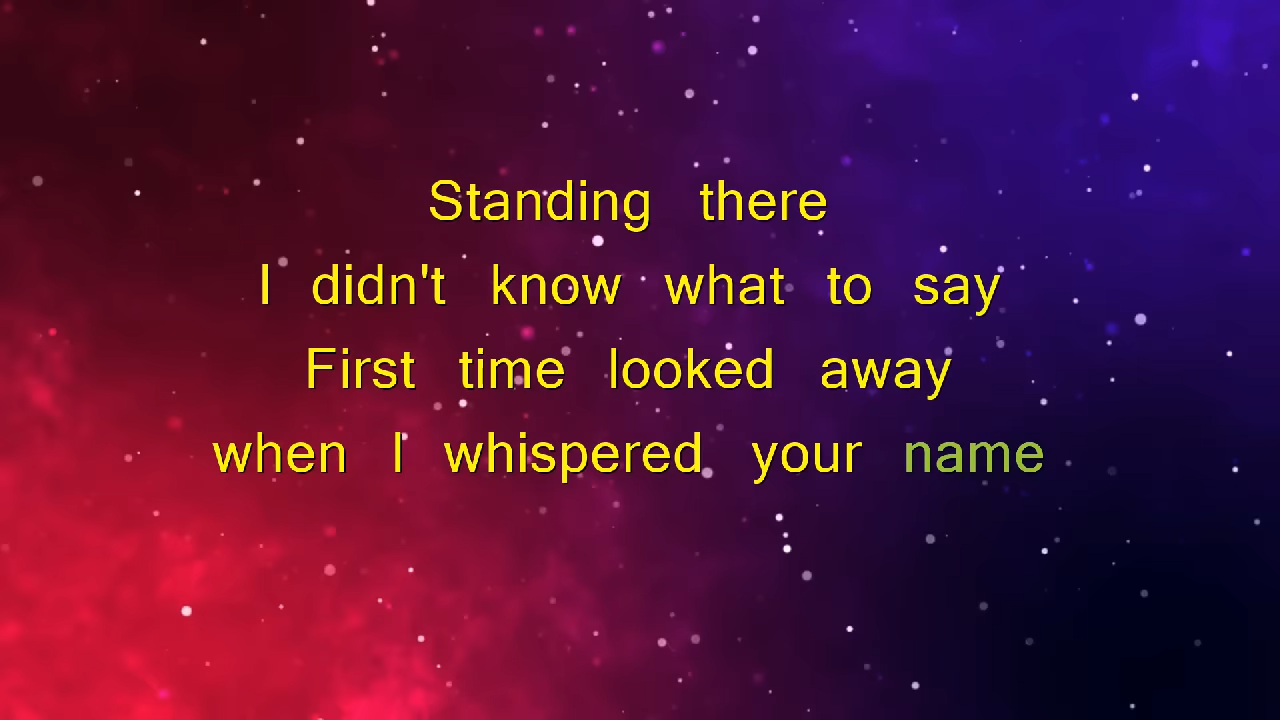 Standing there
I didn't know what to say
First time looked away
when I whispered your name